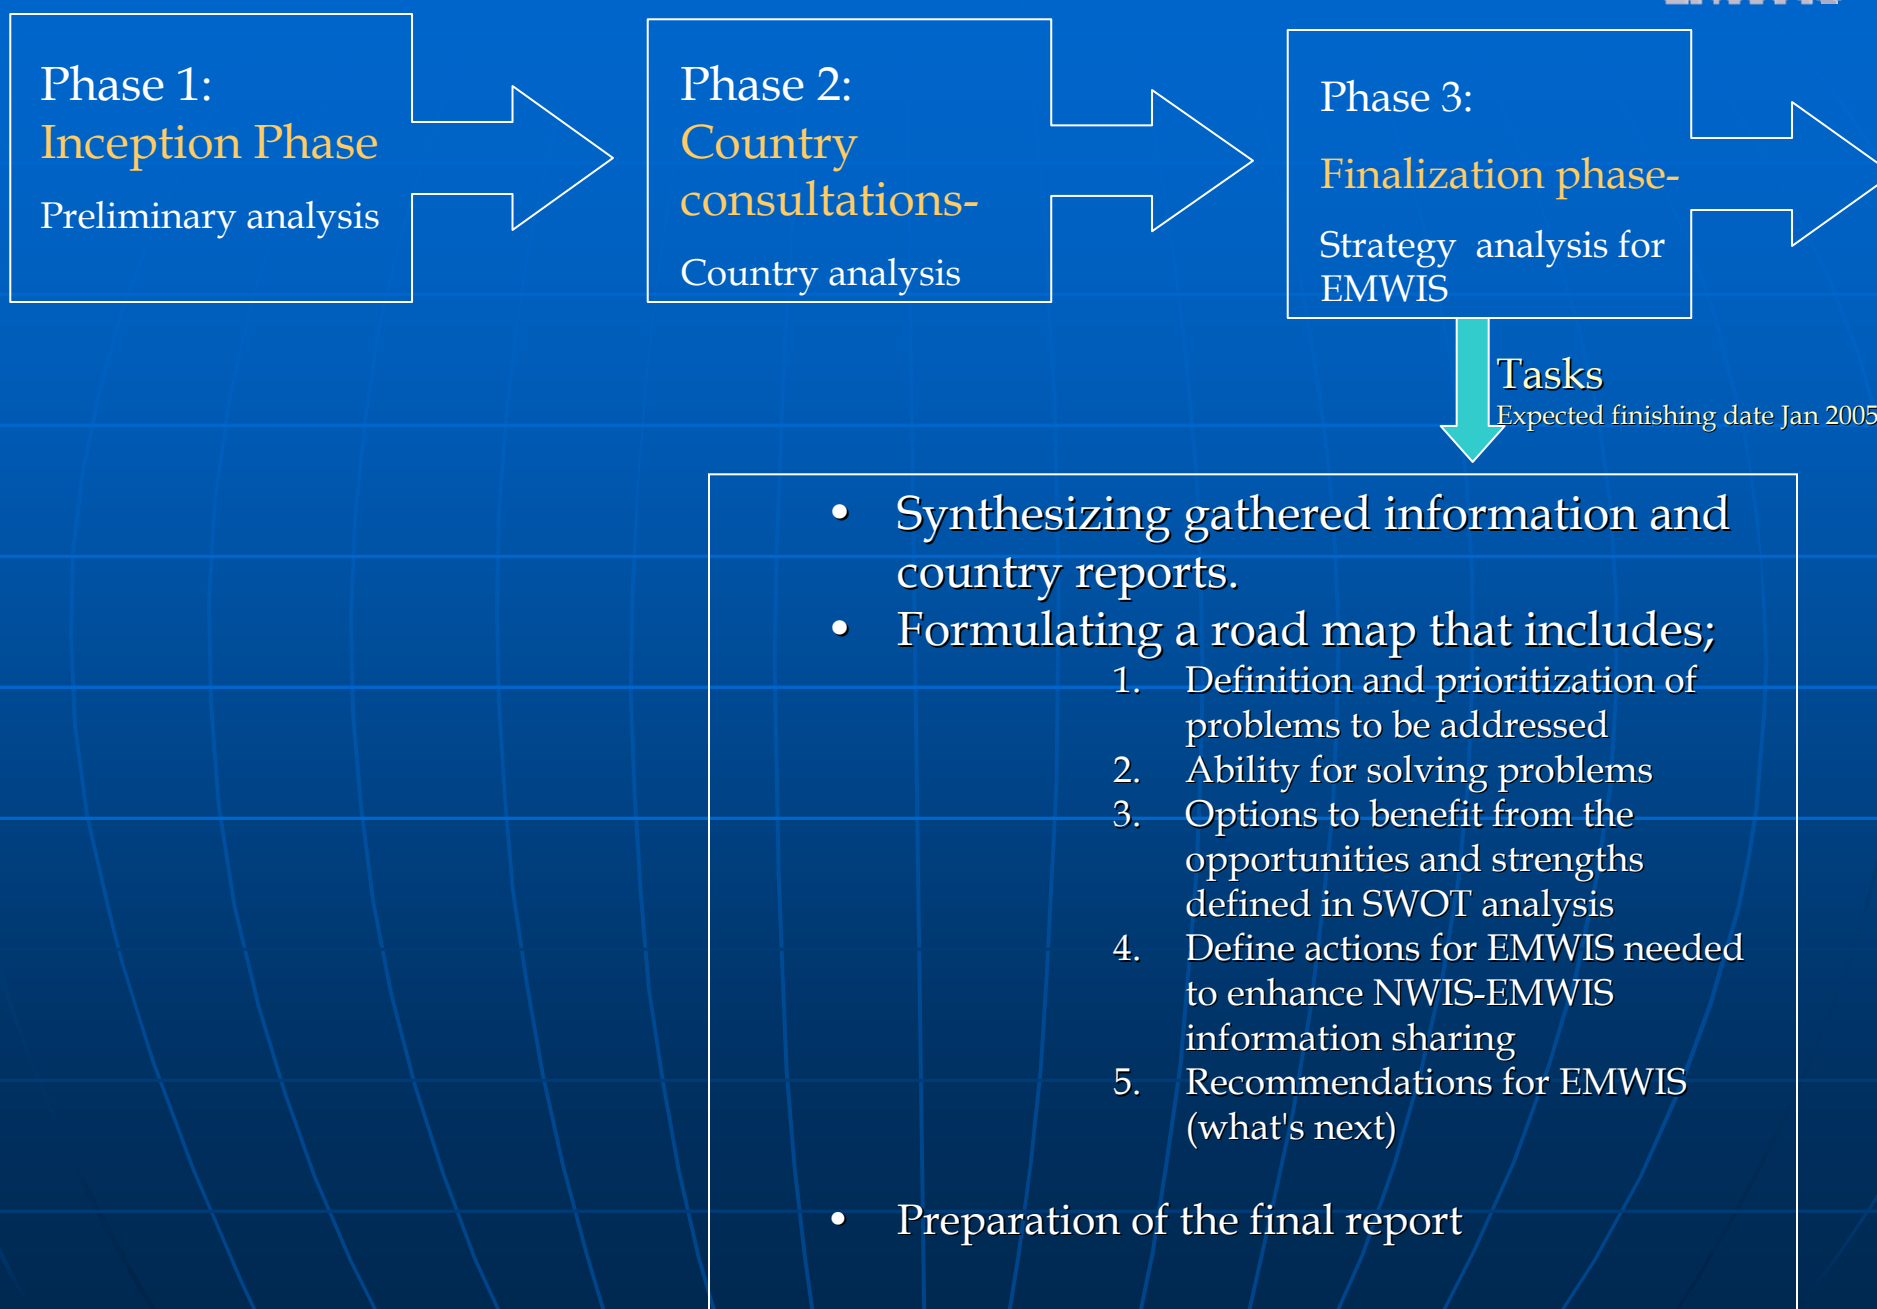 Phase 1:
Inception Phase
Preliminary analysis
Phase 2:
Country
consultations-
Country analysis
Phase 3:
Finalization phase-
Strategy analysis for
EMWIS
Tasks
Expected finishing date Jan 2005
• Synthesizing gathered information and
country reports.
• Formulating a road map that includes;
1. Definition and prioritization of
problems to be addressed
2. Ability for solving problems
3. Options to benefit from the
opportunities and strengths
defined in SWOT analysis
4. Define actions for EMWIS needed
to enhance NWIS-EMWIS
information sharing
5. Recommendations for EMWIS
(what's next)
• Preparation of the final report